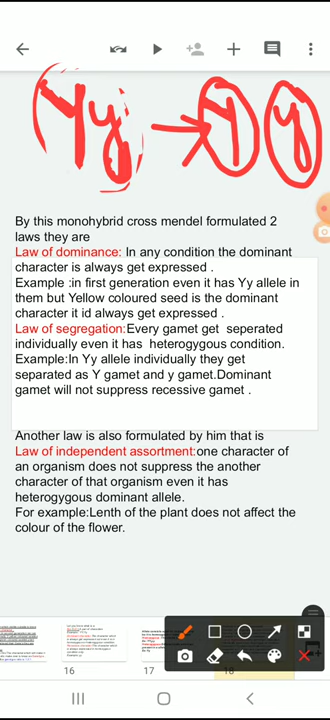 Yy → Y y
By this monohybrid cross mendel formulated 2
laws they are
Law of dominance: In any condition the dominant
character is always get expressed .
Example :in first generation even it has Yy allele in
them but Yellow coloured seed is the dominant
character it id always get expressed .
Law of segregation:Every gamet get  seperated
individually even it has  heterogygous condition.
Example:In Yy allele individually they get
separated as Y gamet and y gamet.Dominant
gamet will not suppress recessive gamet .
Another law is also formulated by him that is
Law of independent assortment:one character of
an organism does not suppress the another
character of that organism even it has
heterogygous dominant allele.
For example:Lenth of the plant does not affect the
colour of the flower.
16
17
18